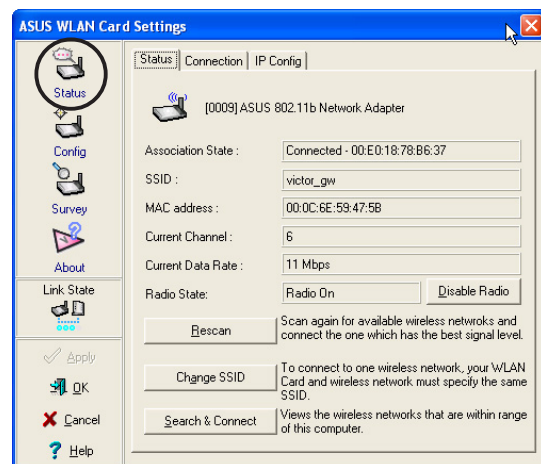 ASUS WLAN Card Settings
Status
Config
Survey
About
Link State
Apply
OK
Cancel
Help
Status Connection IP Config
[0009] ASUS 802.11b Network Adapter
Association State : Connected - 00:E0:18:78:B6:37
SSID : victor_gw
MAC address : 00:0C:6E:59:47:5B
Current Channel : 6
Current Data Rate : 11 Mbps
Radio State: Radio On Disable Radio
Rescan
Scan again for available wireless netwroks and
connect the one which has the best signal level.
Change SSID
To connect to one wireless network, your WLAN
Card and wireless network must specify the same
SSID.
Search & Connect
Views the wireless networks that are within range
of this computer.